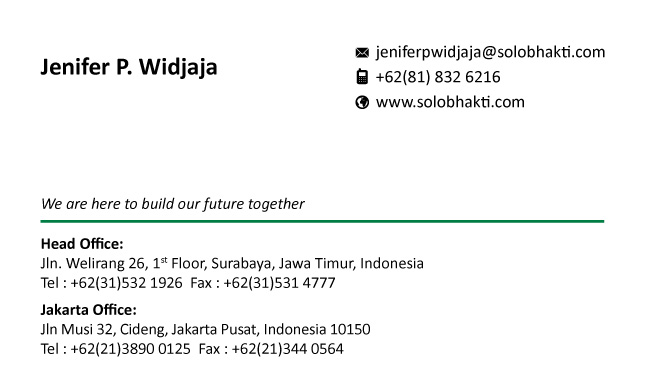 Jenifer P. Widjaja
jeniferpwidjaja@solobhakti.com
+62(81) 832 6216
www.solobhakti.com
We are here to build our future together
Head Office:
Jln. Welirang 26, 1st Floor, Surabaya, Jawa Timur, Indonesia
Tel : +62(31)532 1926  Fax : +62(31)531 4777
Jakarta Office:
Jln Musi 32, Cideng, Jakarta Pusat, Indonesia 10150
Tel : +62(21)3890 0125  Fax : +62(21)344 0564